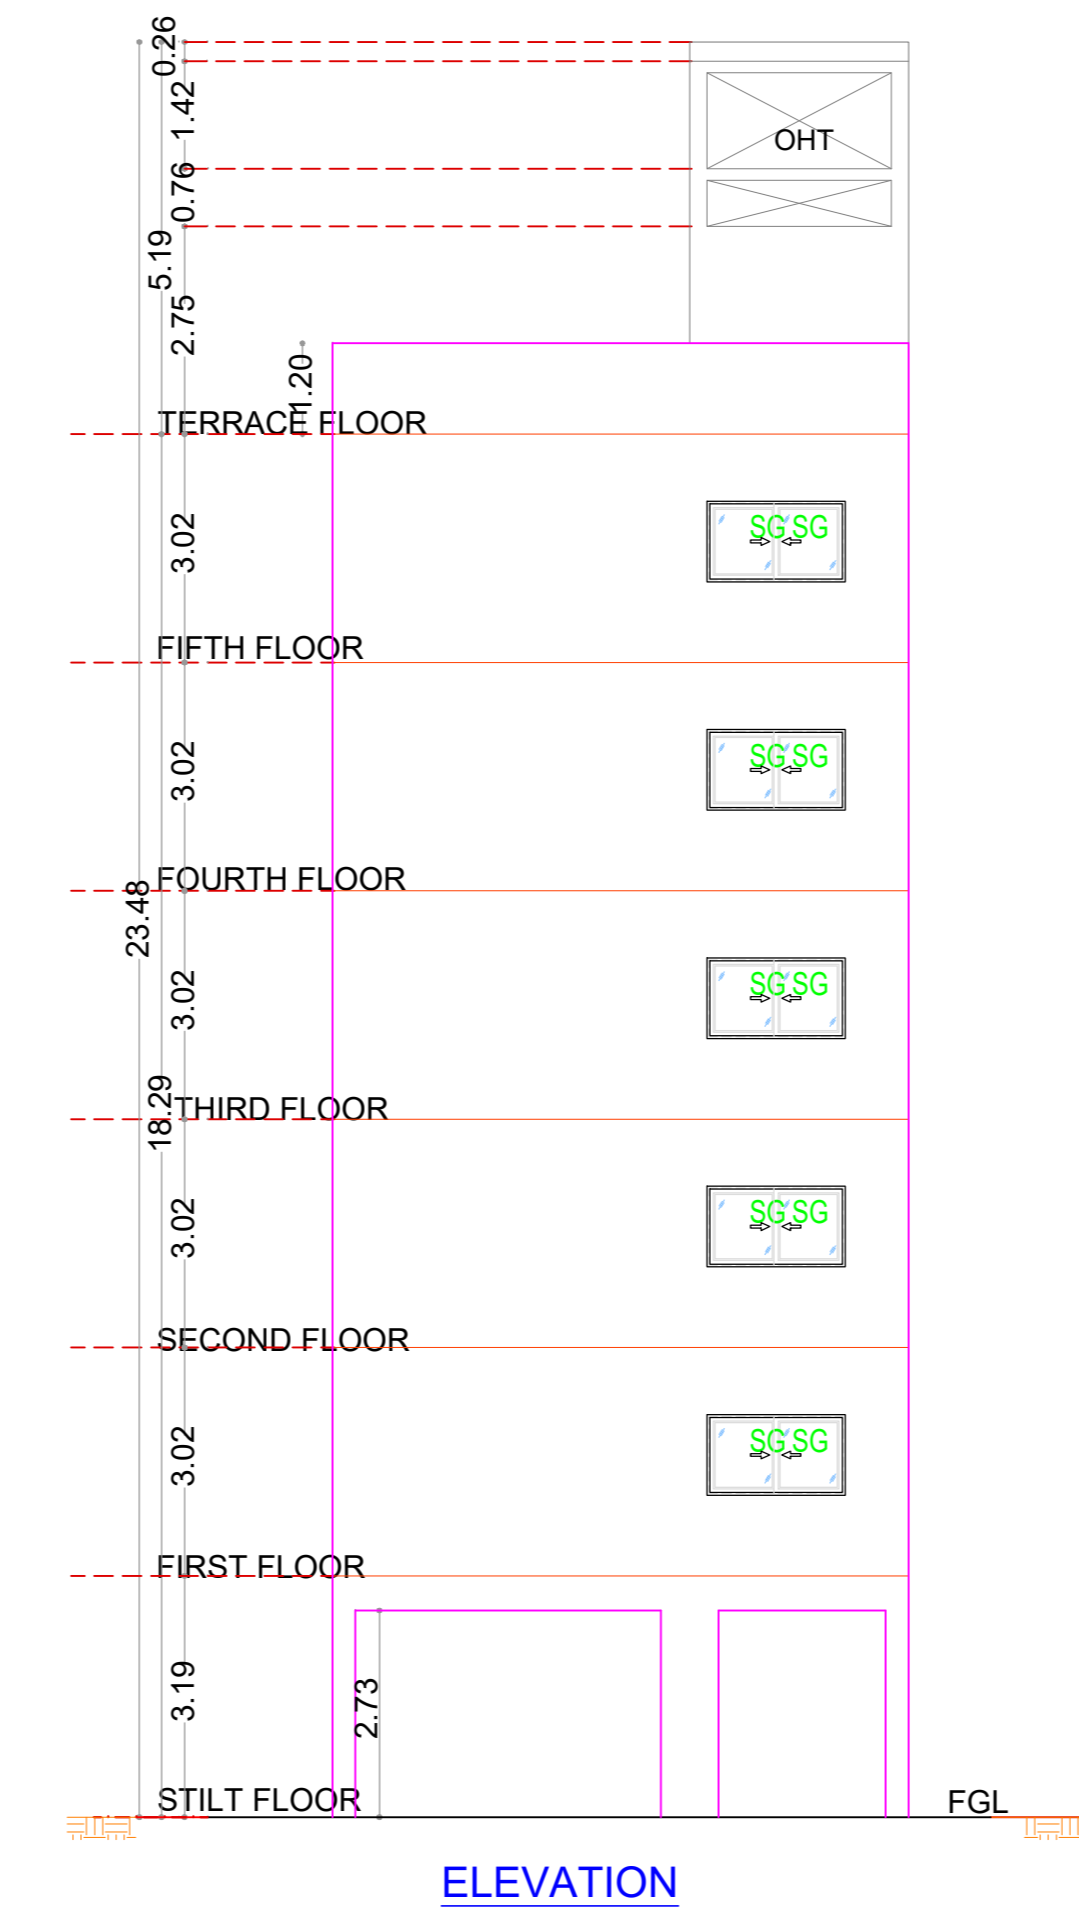 0.26
1.42
OHT
0.76
5.19
2.75
1.20
TERRACE FLOOR
SG SG
3.02
FIFTH FLOOR
SG SG
3.02
FOURTH FLOOR
23.48
SG SG
3.02
18.29
THIRD FLOOR
SG SG
3.02
SECOND FLOOR
SG SG
3.02
FIRST FLOOR
3.19
2.73
STILT FLOOR
FGL
ELEVATION